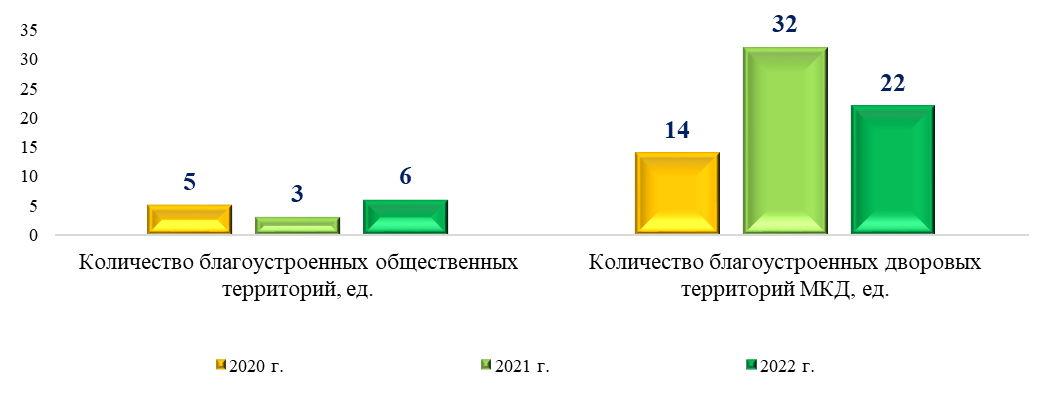 35
30
25
20
15
10
5
0
5
3
6
14
32
22
Количество благоустроенных общественных
территорий, ед.
Количество благоустроенных дворовых
территорий МКД, ед.
2020 г.
2021 г.
2022 г.